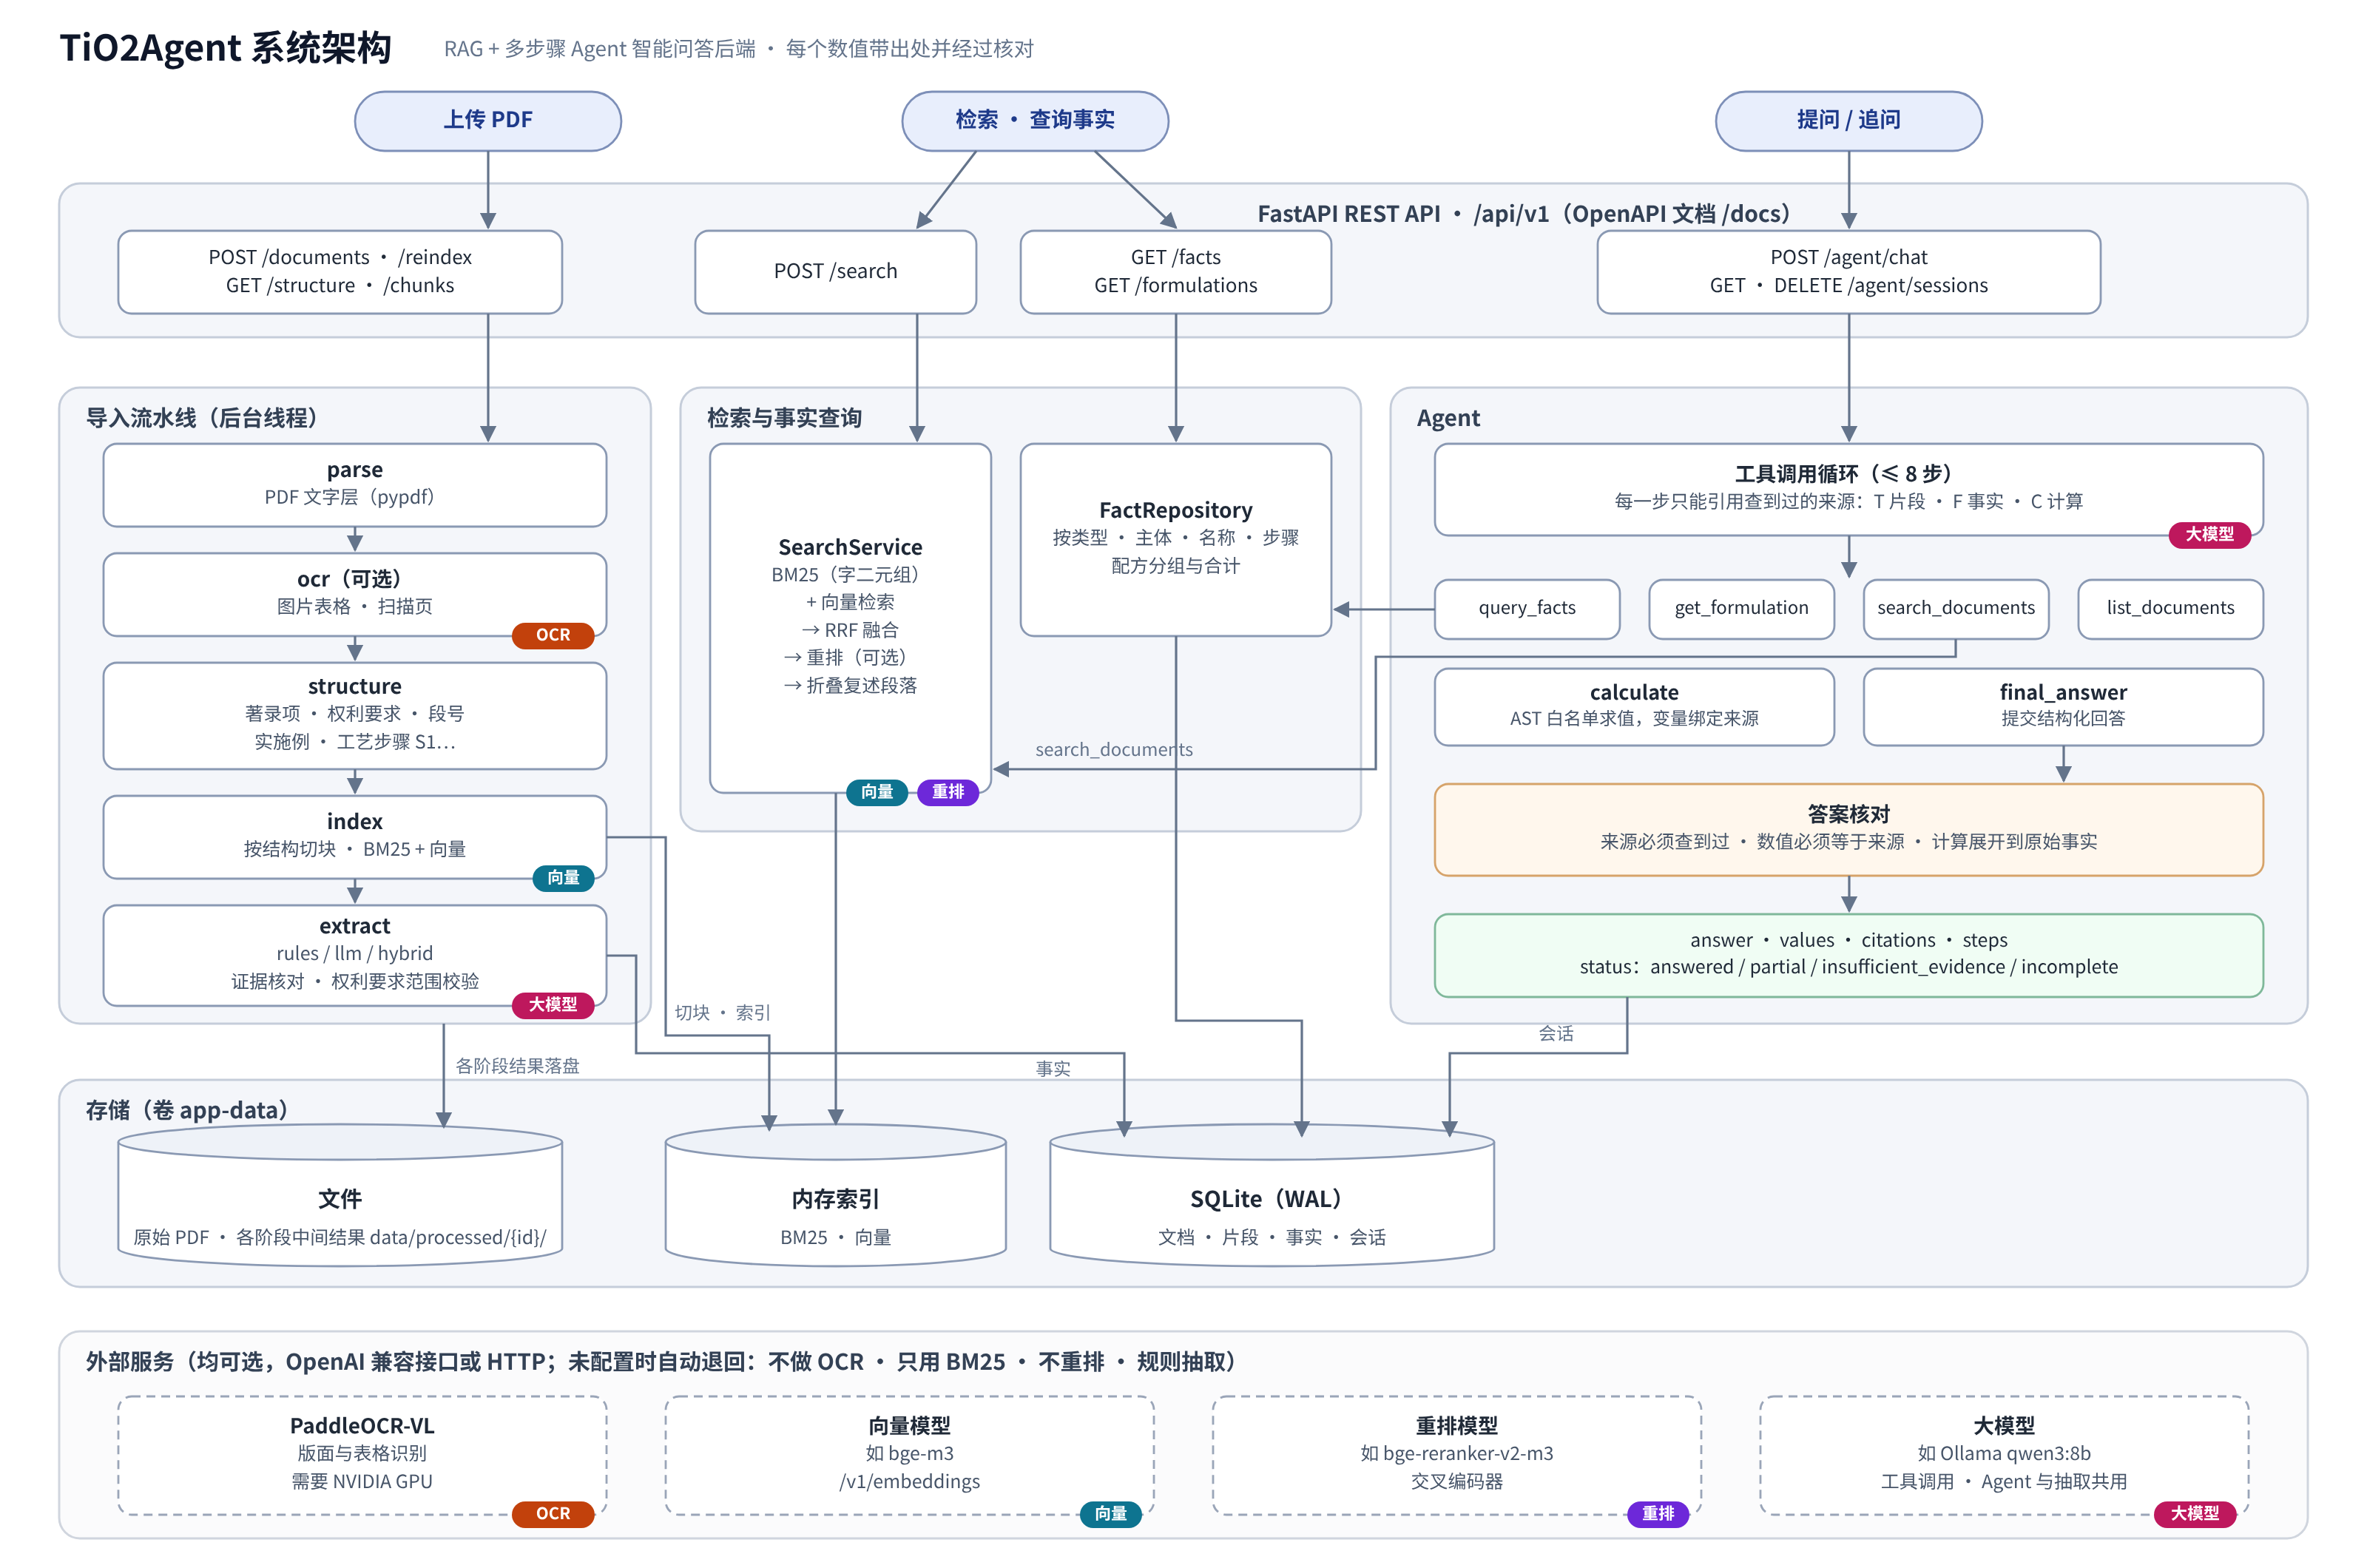 TiO2Agent 系统架构
RAG + 多步骤 Agent 智能问答后端 · 每个数值带出处并经过核对
上传 PDF
检索 · 查询事实
提问 / 追问
FastAPI REST API · /api/v1（OpenAPI 文档 /docs）
POST /documents · /reindex
GET /structure · /chunks
POST /search
GET /facts
GET /formulations
POST /agent/chat
GET · DELETE /agent/sessions
导入流水线（后台线程）
parse
PDF 文字层（pypdf）
ocr（可选）
图片表格 · 扫描页
OCR
structure
著录项 · 权利要求 · 段号
实施例 · 工艺步骤 S1…
index
按结构切块 · BM25 + 向量
向量
extract
rules / llm / hybrid
证据核对 · 权利要求范围校验
大模型
检索与事实查询
SearchService
BM25（字二元组）
+ 向量检索
→ RRF 融合
→ 重排（可选）
→ 折叠复述段落
向量
重排
FactRepository
按类型 · 主体 · 名称 · 步骤
配方分组与合计
search_documents
Agent
工具调用循环（≤ 8 步）
每一步只能引用查到过的来源：T 片段 · F 事实 · C 计算
大模型
query_facts
get_formulation
search_documents
list_documents
calculate
AST 白名单求值，变量绑定来源
final_answer
提交结构化回答
答案核对
来源必须查到过 · 数值必须等于来源 · 计算展开到原始事实
answer · values · citations · steps
status：answered / partial / insufficient_evidence / incomplete
切块 · 索引
各阶段结果落盘
事实
会话
存储（卷 app-data）
文件
原始 PDF · 各阶段中间结果 data/processed/{id}/
内存索引
BM25 · 向量
SQLite（WAL）
文档 · 片段 · 事实 · 会话
外部服务（均可选，OpenAI 兼容接口或 HTTP；未配置时自动退回：不做 OCR · 只用 BM25 · 不重排 · 规则抽取）
PaddleOCR-VL
版面与表格识别
需要 NVIDIA GPU
OCR
向量模型
如 bge-m3
/v1/embeddings
向量
重排模型
如 bge-reranker-v2-m3
交叉编码器
重排
大模型
如 Ollama qwen3:8b
工具调用 · Agent 与抽取共用
大模型